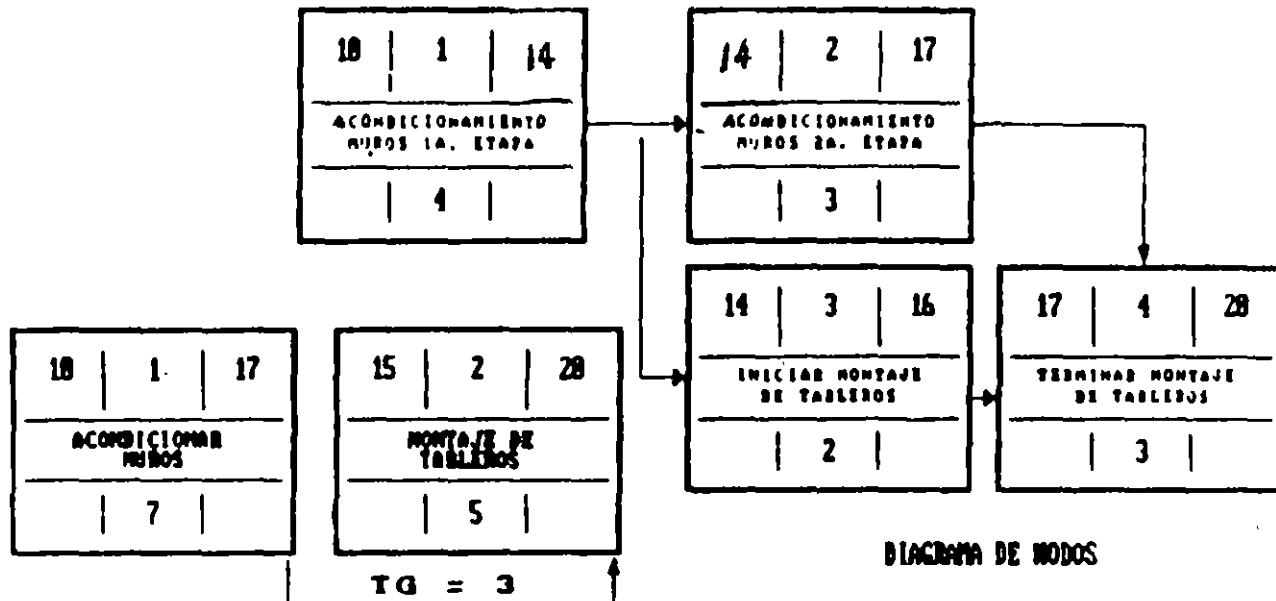 10 1 14
ACONDICIONAMIENTO
MUROS 1A. ETAPA
4
14 2 17
ACONDICIONAMIENTO
MUROS 2A. ETAPA
3
14 3 16
INICIAR MONTAJE
DE TABLEROS
2
17 4 20
TERMINAR MONTAJE
DE TABLEROS
3
10 1 17
ACONDICIONAR
MUROS
7
15 2 20
MONTAJE DE
TABLEROS
5
TG = 3
DIAGRAMA DE NODOS